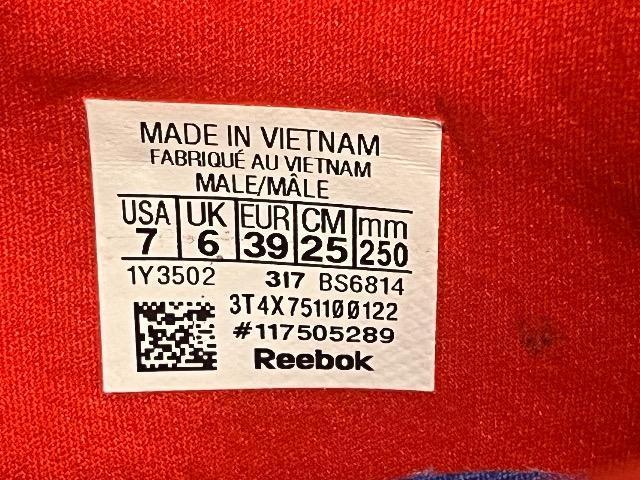 MADE IN VIETNAM
FABRIQUÉ AU VIETNAM
MALE/MÂLE
USA UK EUR CM mm
7 6 39 25 250
1Y3502 317 BS6814
3T4X751100122
#117505289
Reebok